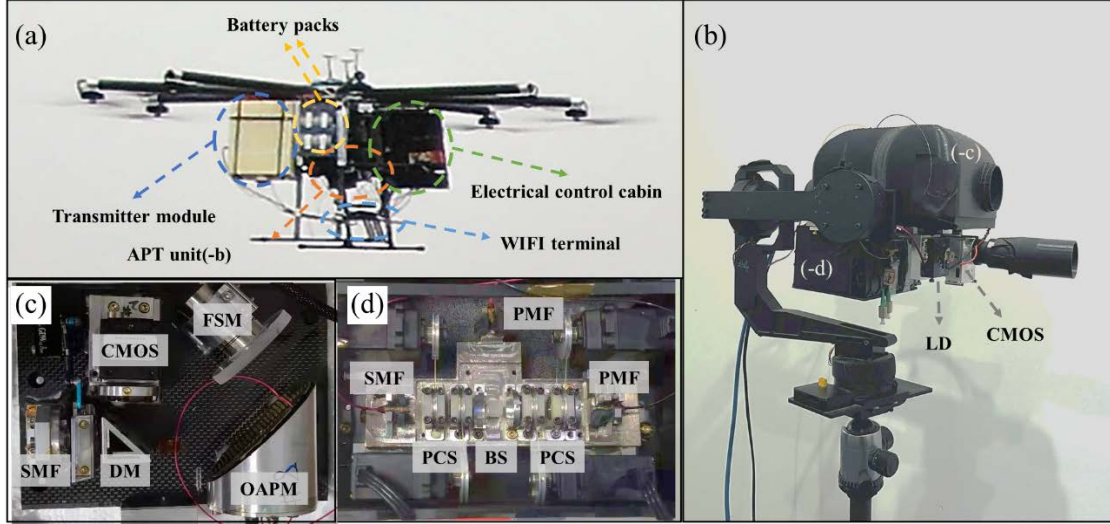 (a)
Battery packs
Transmitter module
Electrical control cabin
APT unit(-b)
WIFI terminal
(b)
(-c)
(-d)
LD
CMOS
(c)
FSM
CMOS
SMF
DM
OAPM
(d)
PMF
SMF
PMF
PCS
BS
PCS